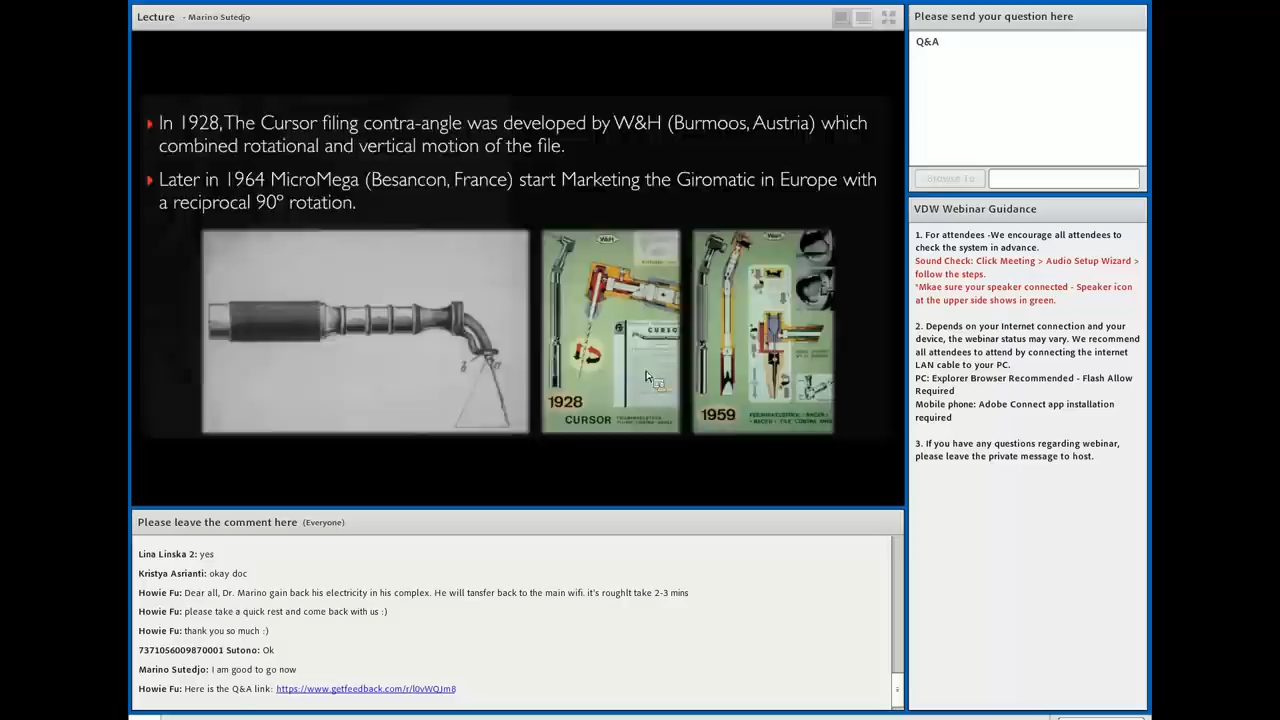 Lecture - Marino Sutedjo
In 1928,The Cursor filing contra-angle was developed by W&H (Burmoos, Austria) which
combined rotational and vertical motion of the file.
Later in 1964 MicroMega (Besancon, France) start Marketing the Giromatic in Europe with
a reciprocal 90º rotation.
W&H
CURSO
1928
CURSOR
W&H
1959
Please leave the comment here (Everyone)
Lina Linska 2: yes
Kristya Asrianti: okay doc
Howie Fu: Dear all, Dr. Marino gain back his electricity in his complex. He will tansfer back to the main wifi. it's roughlt take 2-3 mins
Howie Fu: please take a quick rest and come back with us :)
Howie Fu: thank you so much :)
7371056009870001 Sutono: Ok
Marino Sutedjo: I am good to go now
Howie Fu: Here is the Q&A link: https://www.getfeedback.com/r/l0vWQJm8
Please send your question here
Q&A
Browse To
VDW Webinar Guidance
1. For attendees -We encourage all attendees to
check the system in advance.
Sound Check: Click Meeting > Audio Setup Wizard >
follow the steps.
*Mkae sure your speaker connected - Speaker icon
at the upper side shows in green.
2. Depends on your Internet connection and your
device, the webinar status may vary. We recommend
all attendees to attend by connecting the internet
LAN cable to your PC.
PC: Explorer Browser Recommended - Flash Allow
Required
Mobile phone: Adobe Connect app installation
required
3. If you have any questions regarding webinar,
please leave the private message to host.